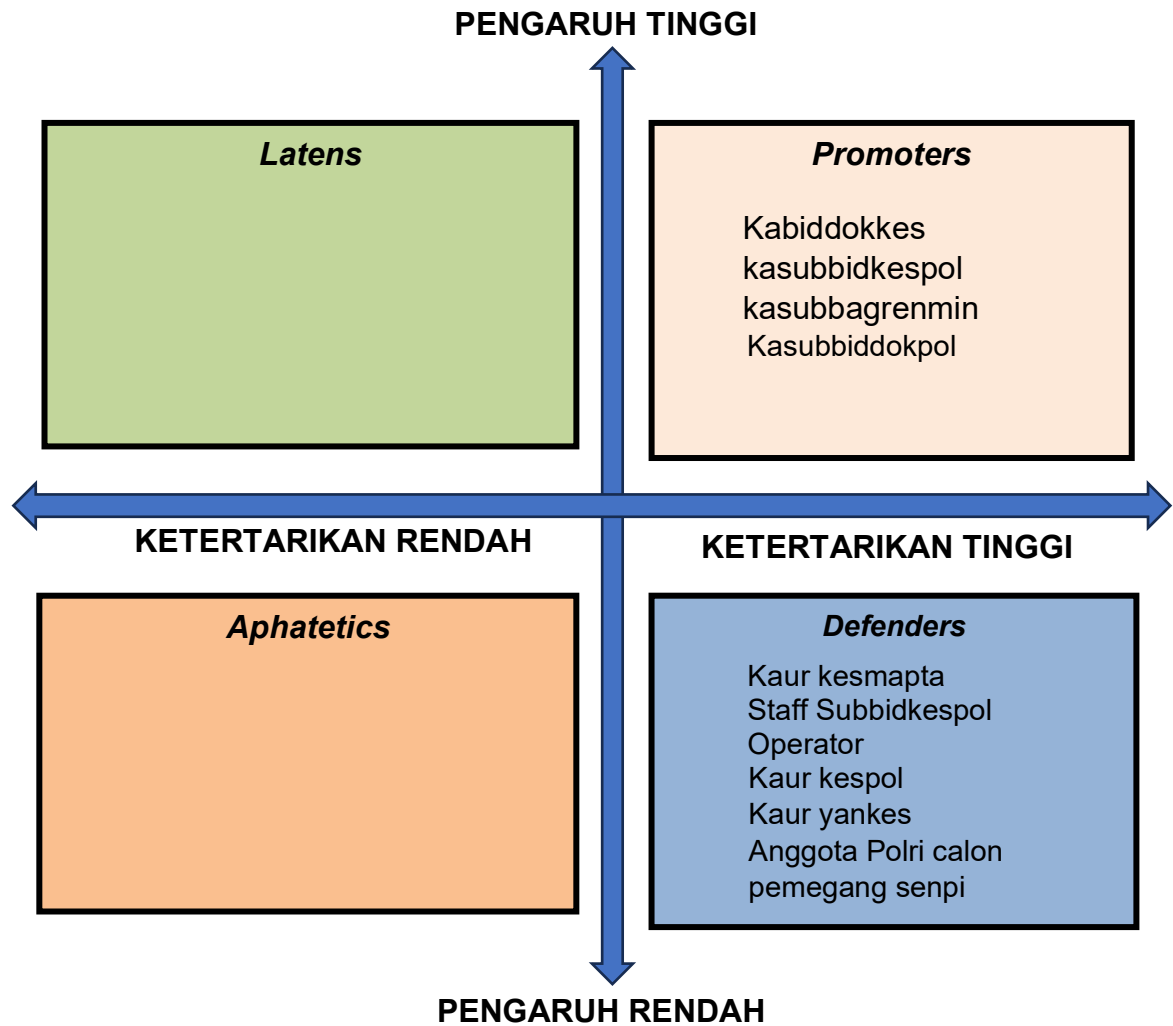 PENGARUH TINGGI
Latens
Promoters
Kabiddokkes
kasubbidkespol
kasubbagrenmin
Kasubbiddokpol
KETERTARIKAN RENDAH
KETERTARIKAN TINGGI
Aphatetics
Defenders
Kaur kesmapta
Staff Subbidkespol
Operator
Kaur kespol
Kaur yankes
Anggota Polri calon
pemegang senpi
PENGARUH RENDAH